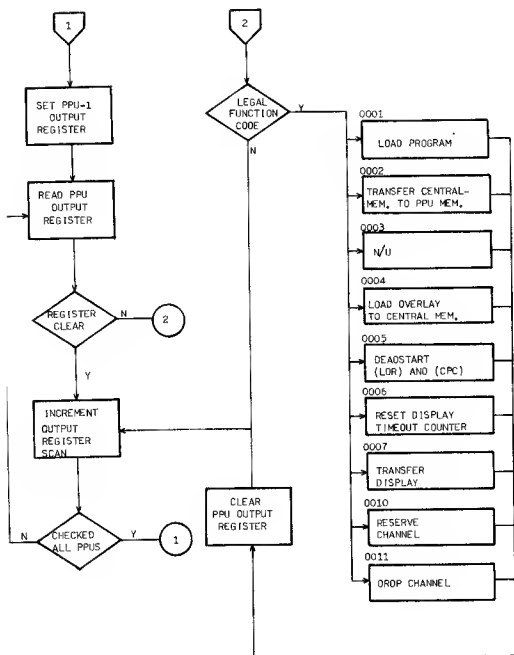 1
SET PPU-1
OUTPUT
REGISTER
READ PPU
OUTPUT
REGISTER
REGISTER
CLEAR
N
2
Y
INCREMENT
OUTPUT
REGISTER
SCAN
N
CHECKED
ALL PPUS
Y
1
2
LEGAL
FUNCTION
CODE
Y
N
CLEAR
PPU OUTPUT
REGISTER
0001
LOAD PROGRAM
0002
TRANSFER CENTRAL-
MEM. TO PPU MEM.
0003
N/U
0004
LOAD OVERLAY
TO CENTRAL MEM.
0005
DEADSTART
(LDR) AND (CPC)
0006
RESET DISPLAY
TIMEOUT COUNTER
0007
TRANSFER
DISPLAY
0010
RESERVE
CHANNEL
0011
DROP CHANNEL